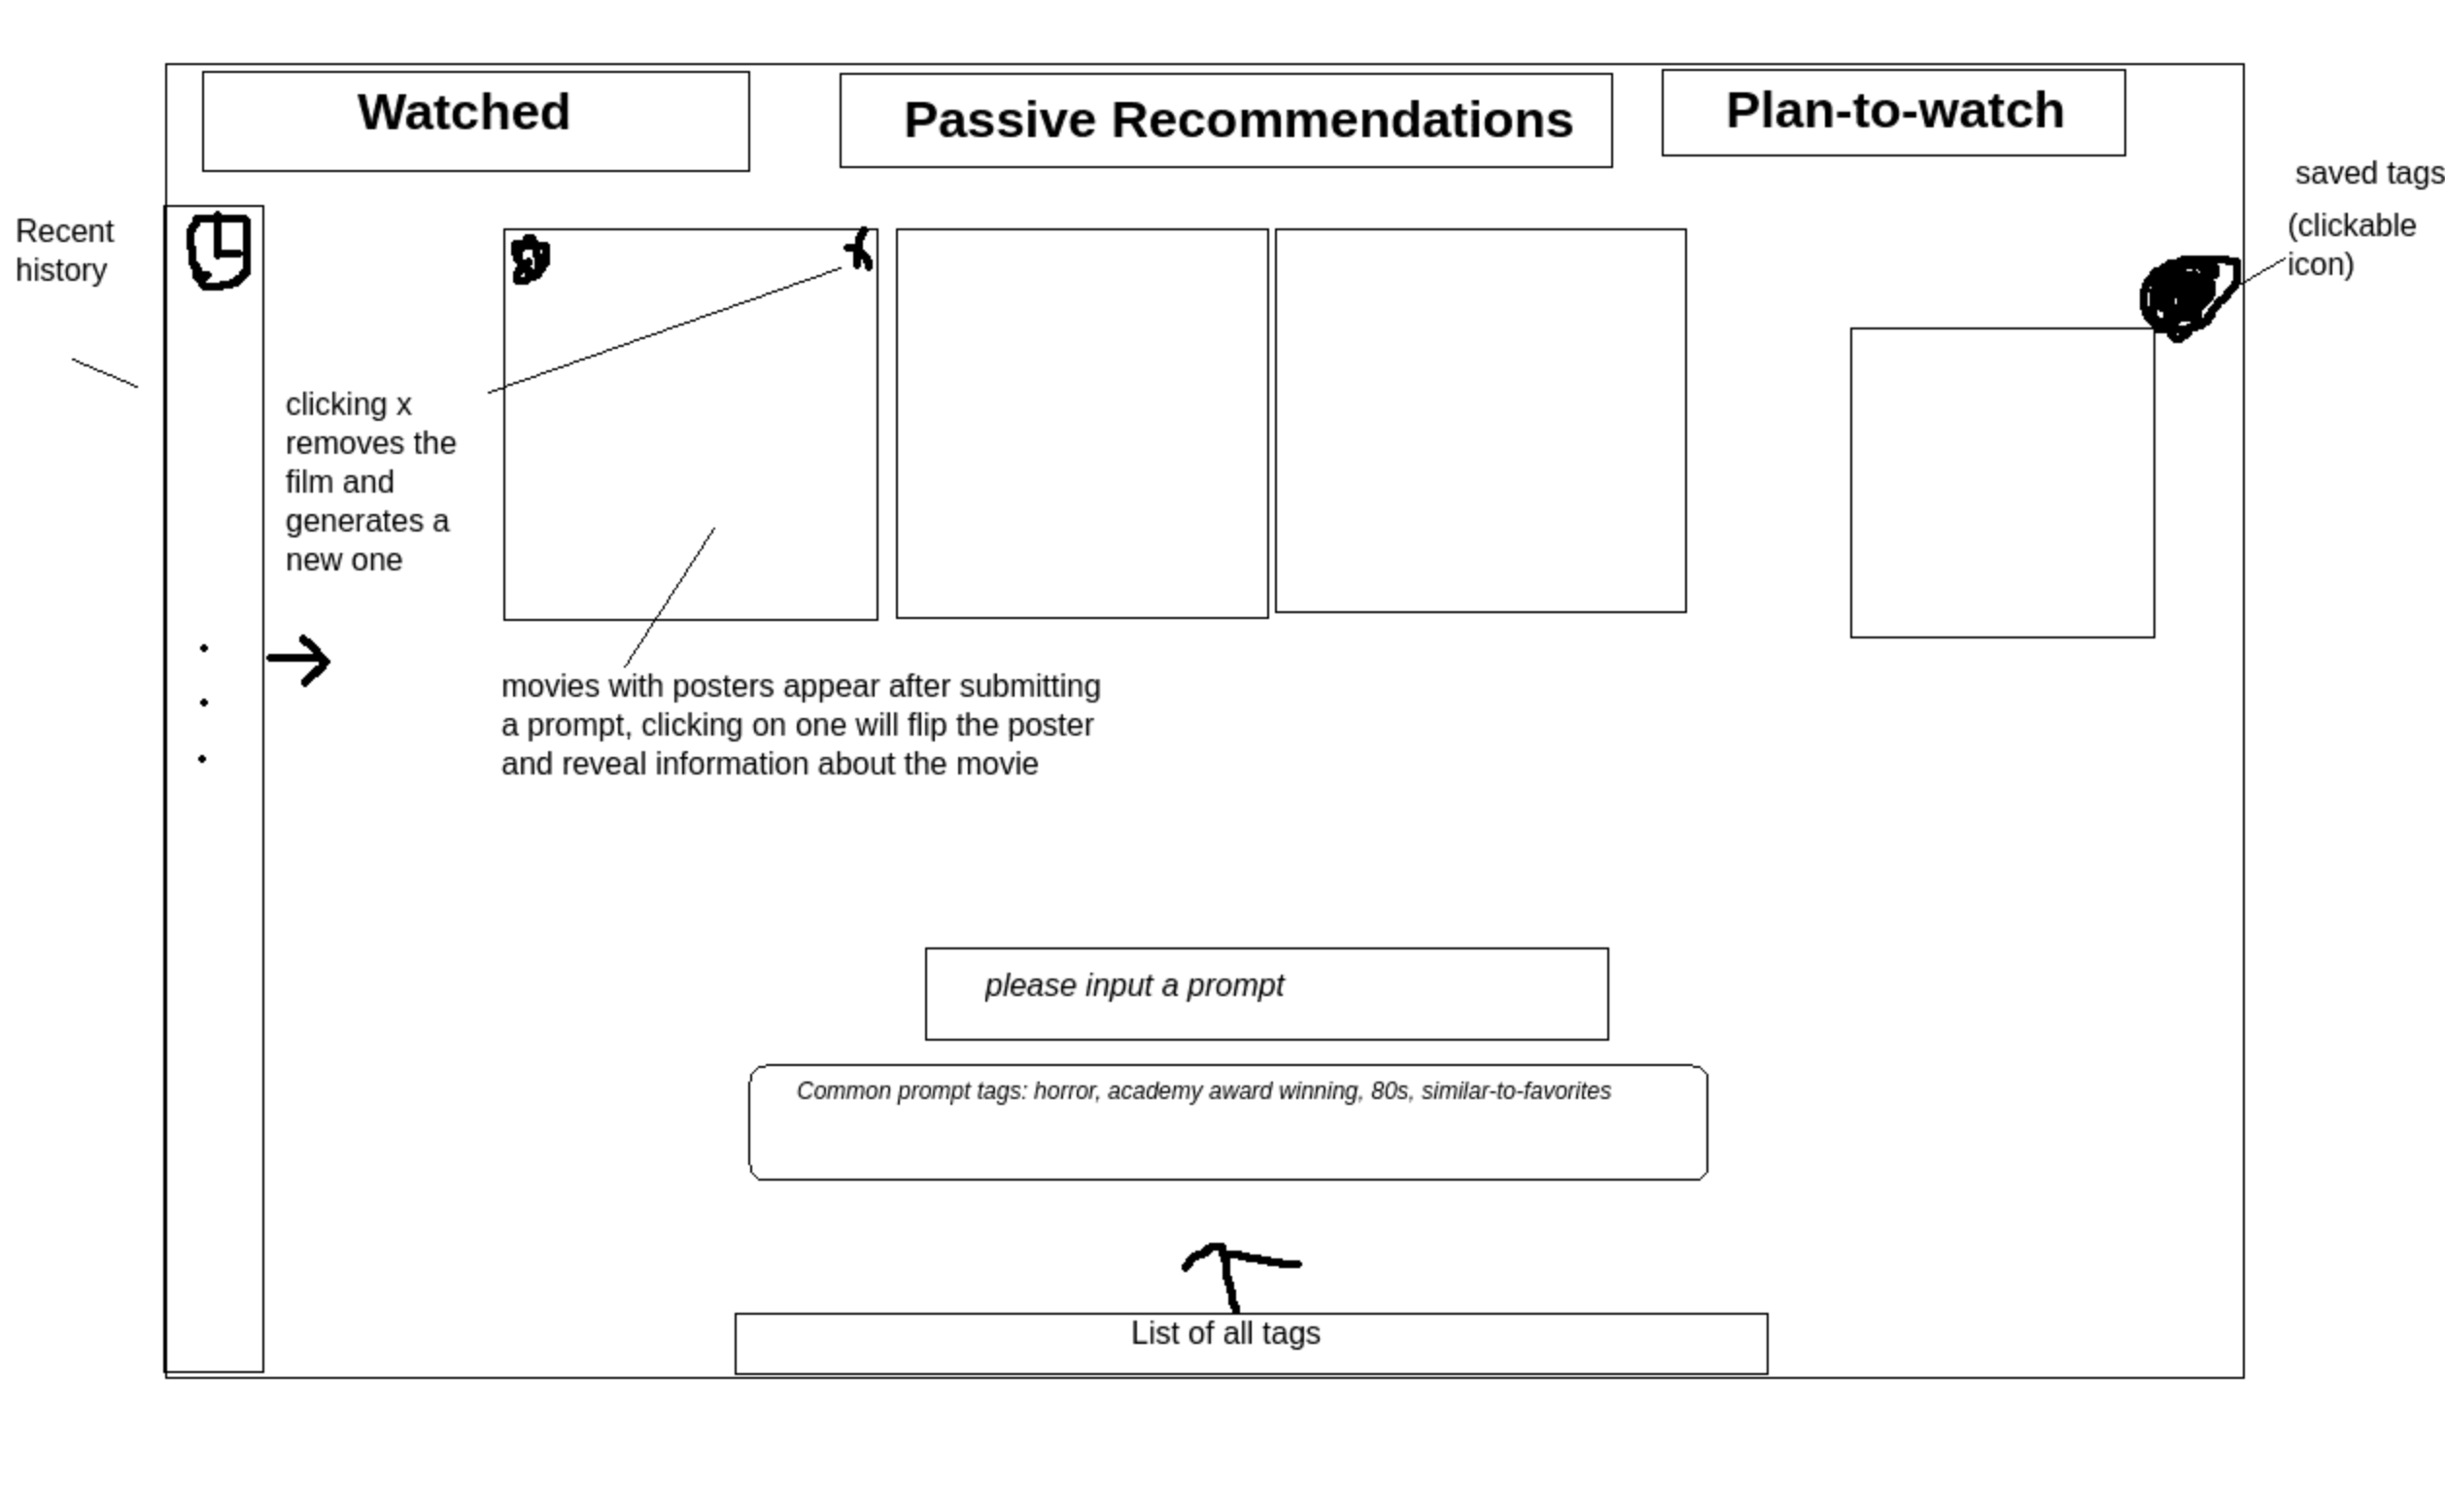 Watched
Passive Recommendations
Plan-to-watch
saved tags
(clickable
icon)
Recent
history
clicking x
removes the
film and
generates a
new one
movies with posters appear after submitting
a prompt, clicking on one will flip the poster
and reveal information about the movie
please input a prompt
Common prompt tags: horror, academy award winning, 80s, similar-to-favorites
List of all tags